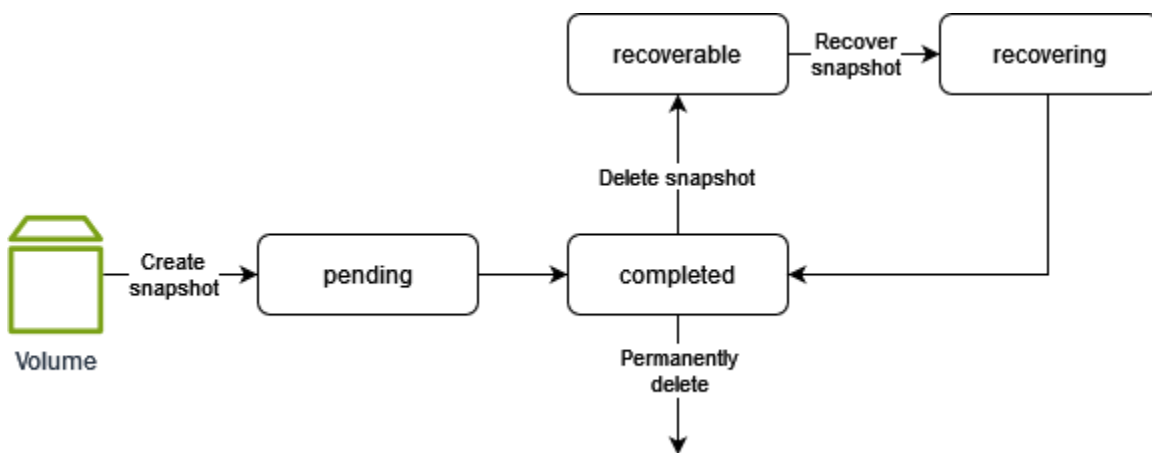 recoverable
Recover
snapshot
recovering
Delete snapshot
Create
snapshot
pending
completed
Volume
Permanently
delete